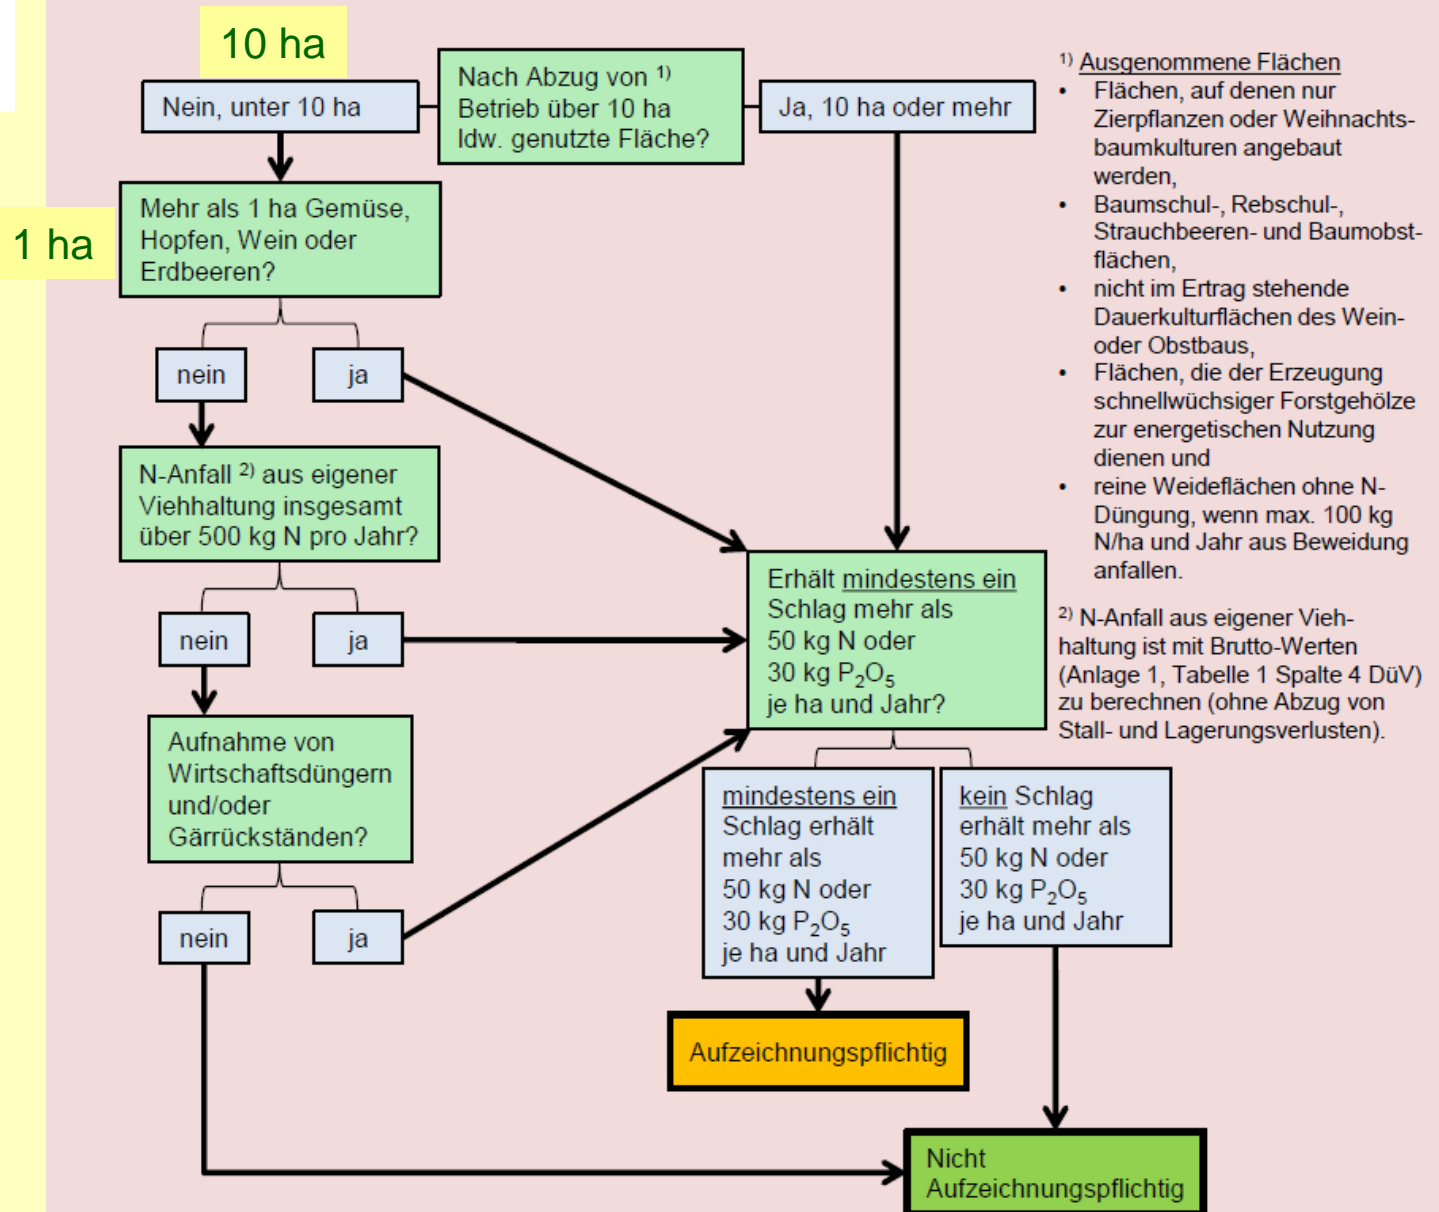 10 ha
Nein, unter 10 ha
Nach Abzug von ¹⁾
Betrieb über 10 ha
ldw. genutzte Fläche?
Ja, 10 ha oder mehr
1 ha
Mehr als 1 ha Gemüse,
Hopfen, Wein oder
Erdbeeren?
nein
ja
N-Anfall ²⁾ aus eigener
Viehhaltung insgesamt
über 500 kg N pro Jahr?
nein
ja
Aufnahme von
Wirtschaftsdüngern
und/oder
Gärrückständen?
nein
ja
Erhält mindestens ein
Schlag mehr als
50 kg N oder
30 kg P₂O₅
je ha und Jahr?
mindestens ein
Schlag erhält
mehr als
50 kg N oder
30 kg P₂O₅
je ha und Jahr
kein Schlag
erhält mehr als
50 kg N oder
30 kg P₂O₅
je ha und Jahr
Aufzeichnungspflichtig
Nicht
Aufzeichnungspflichtig
¹⁾ Ausgenommene Flächen
• Flächen, auf denen nur
Zierpflanzen oder Weihnachts-
baumkulturen angebaut
werden,
• Baumschul-, Rebschul-,
Strauchbeeren- und Baumobst-
flächen,
• nicht im Ertrag stehende
Dauerkulturflächen des Wein-
oder Obstbaus,
• Flächen, die der Erzeugung
schnellwüchsiger Forstgehölze
zur energetischen Nutzung
dienen und
• reine Weideflächen ohne N-
Düngung, wenn max. 100 kg
N/ha und Jahr aus Beweidung
anfallen.
²⁾ N-Anfall aus eigener Vieh-
haltung ist mit Brutto-Werten
(Anlage 1, Tabelle 1 Spalte 4 DüV)
zu berechnen (ohne Abzug von
Stall- und Lagerungsverlusten).